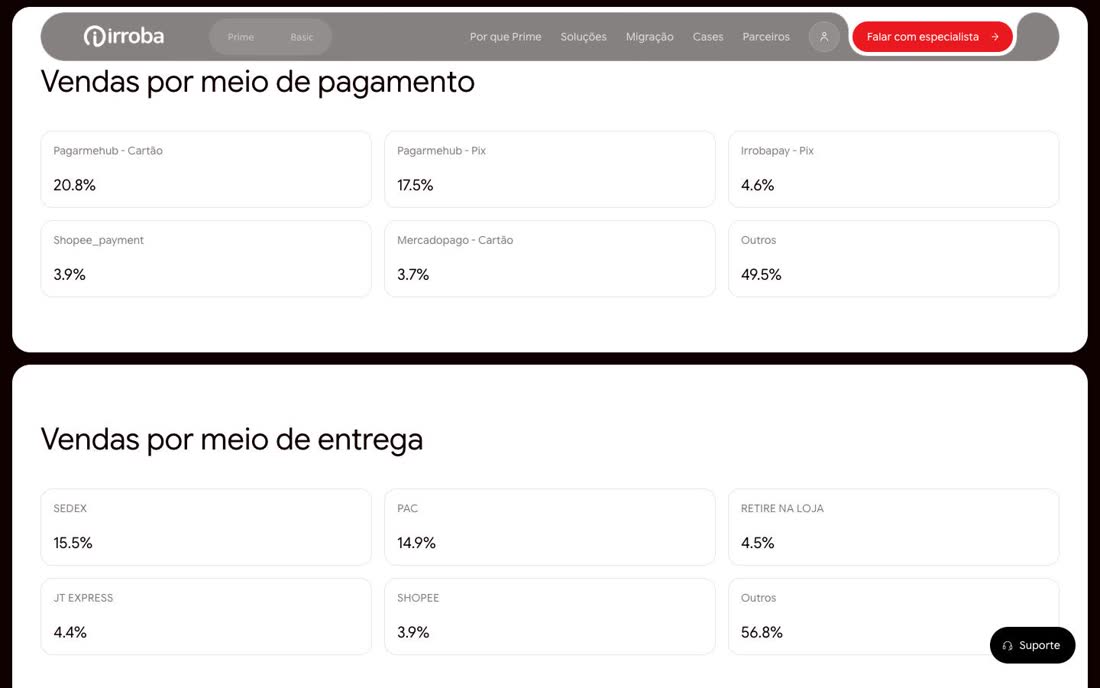 irroba
Prime
Basic
Por que Prime
Soluções
Migração
Cases
Parceiros
Falar com especialista
Vendas por meio de pagamento
Pagarmehub - Cartão
20.8%
Pagarmehub - Pix
17.5%
Irrobapay - Pix
4.6%
Shopee_payment
3.9%
Mercadopago - Cartão
3.7%
Outros
49.5%
Vendas por meio de entrega
SEDEX
15.5%
PAC
14.9%
RETIRE NA LOJA
4.5%
JT EXPRESS
4.4%
SHOPEE
3.9%
Outros
56.8%
Suporte